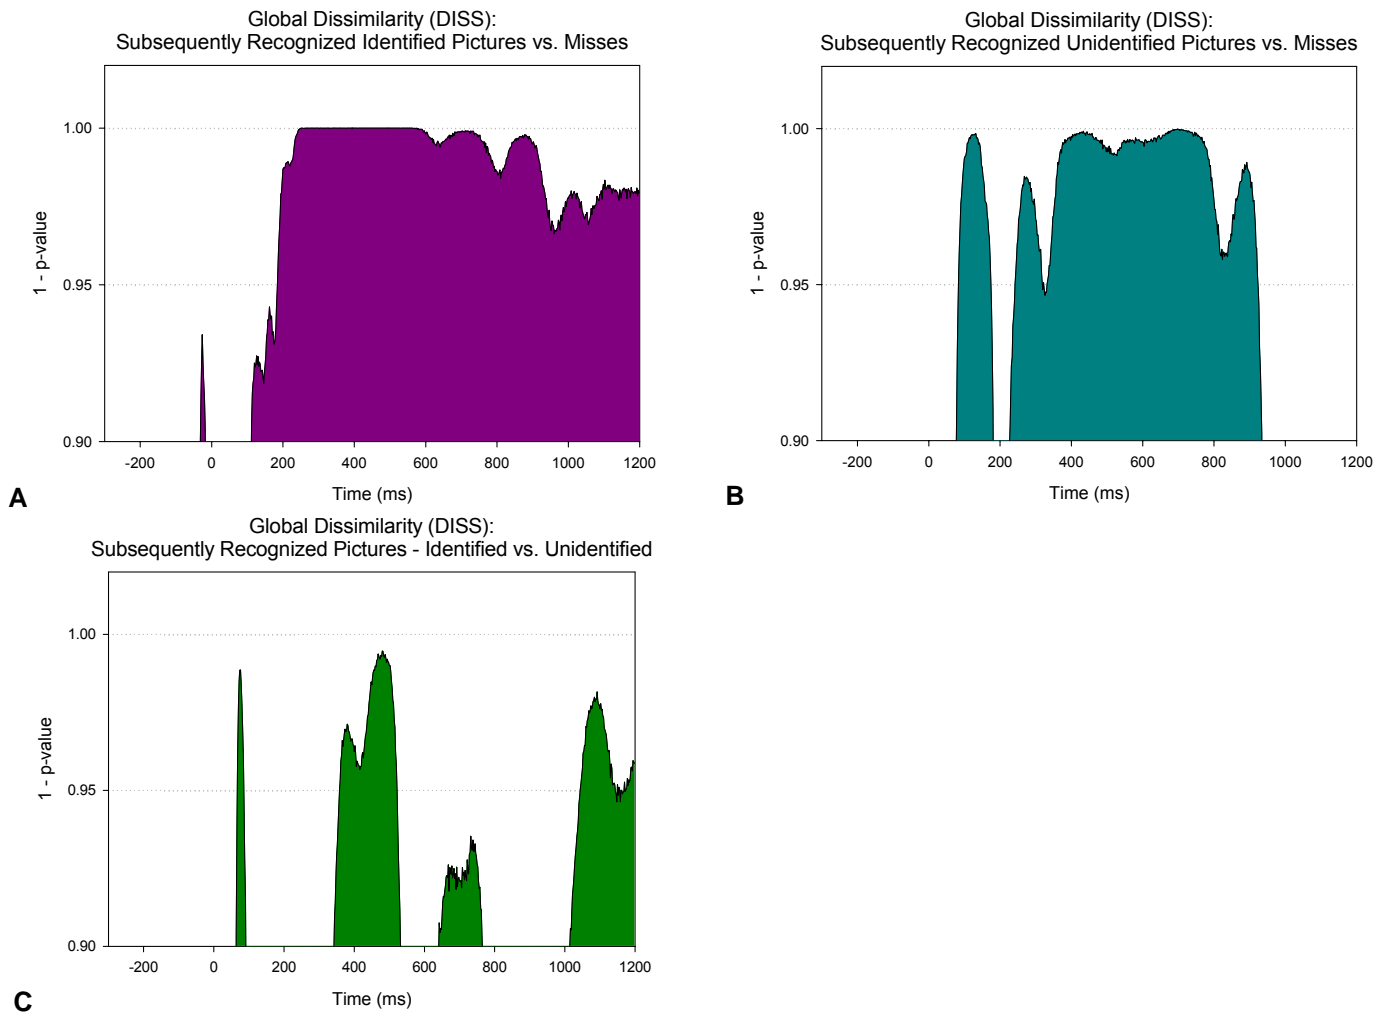 Global Dissimilarity (DISS):
Subsequently Recognized Identified Pictures vs. Misses
1.00
0.95
0.90
1 - p-value
-200 0 200 400 600 800 1000 1200
Time (ms)
A
Global Dissimilarity (DISS):
Subsequently Recognized Unidentified Pictures vs. Misses
1.00
0.95
0.90
1 - p-value
-200 0 200 400 600 800 1000 1200
Time (ms)
B
Global Dissimilarity (DISS):
Subsequently Recognized Pictures - Identified vs. Unidentified
1.00
0.95
0.90
1 - p-value
-200 0 200 400 600 800 1000 1200
Time (ms)
C